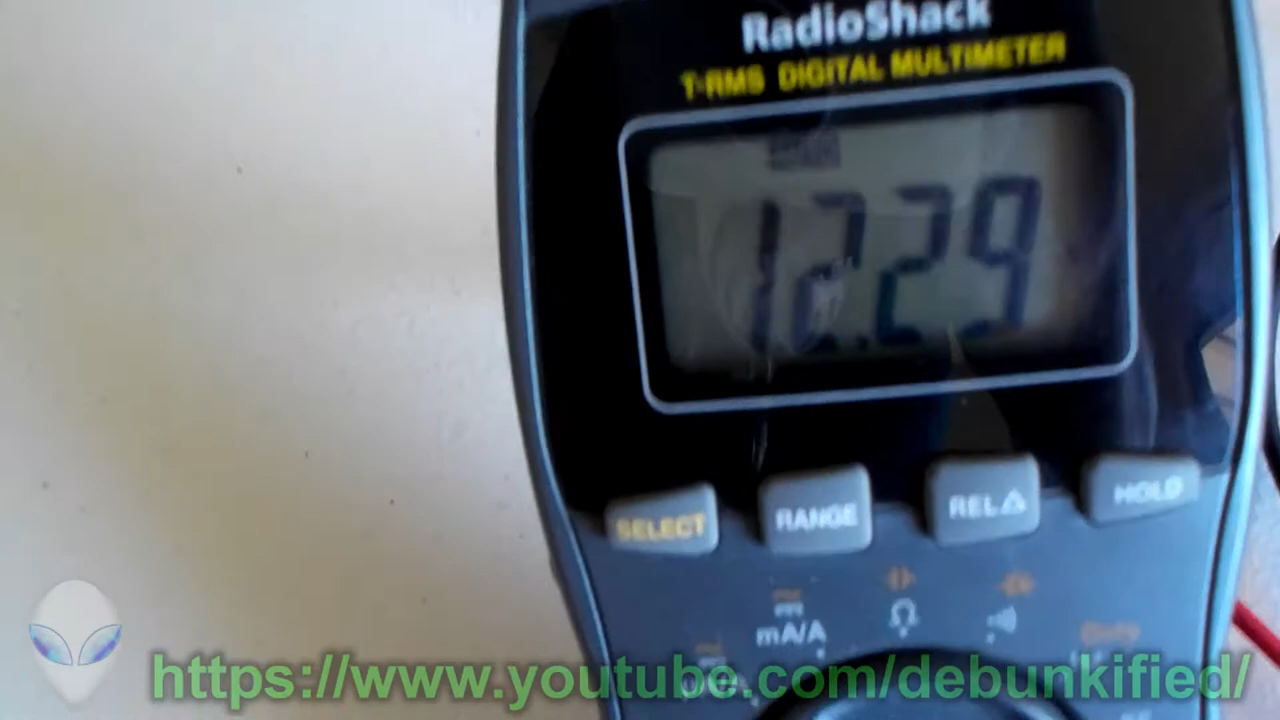 RadioShack
T-RMS DIGITAL MULTIMETER
12.29
SELECT RANGE REL△ HOLD
mA/A Ω
https://www.youtube.com/debunkified/